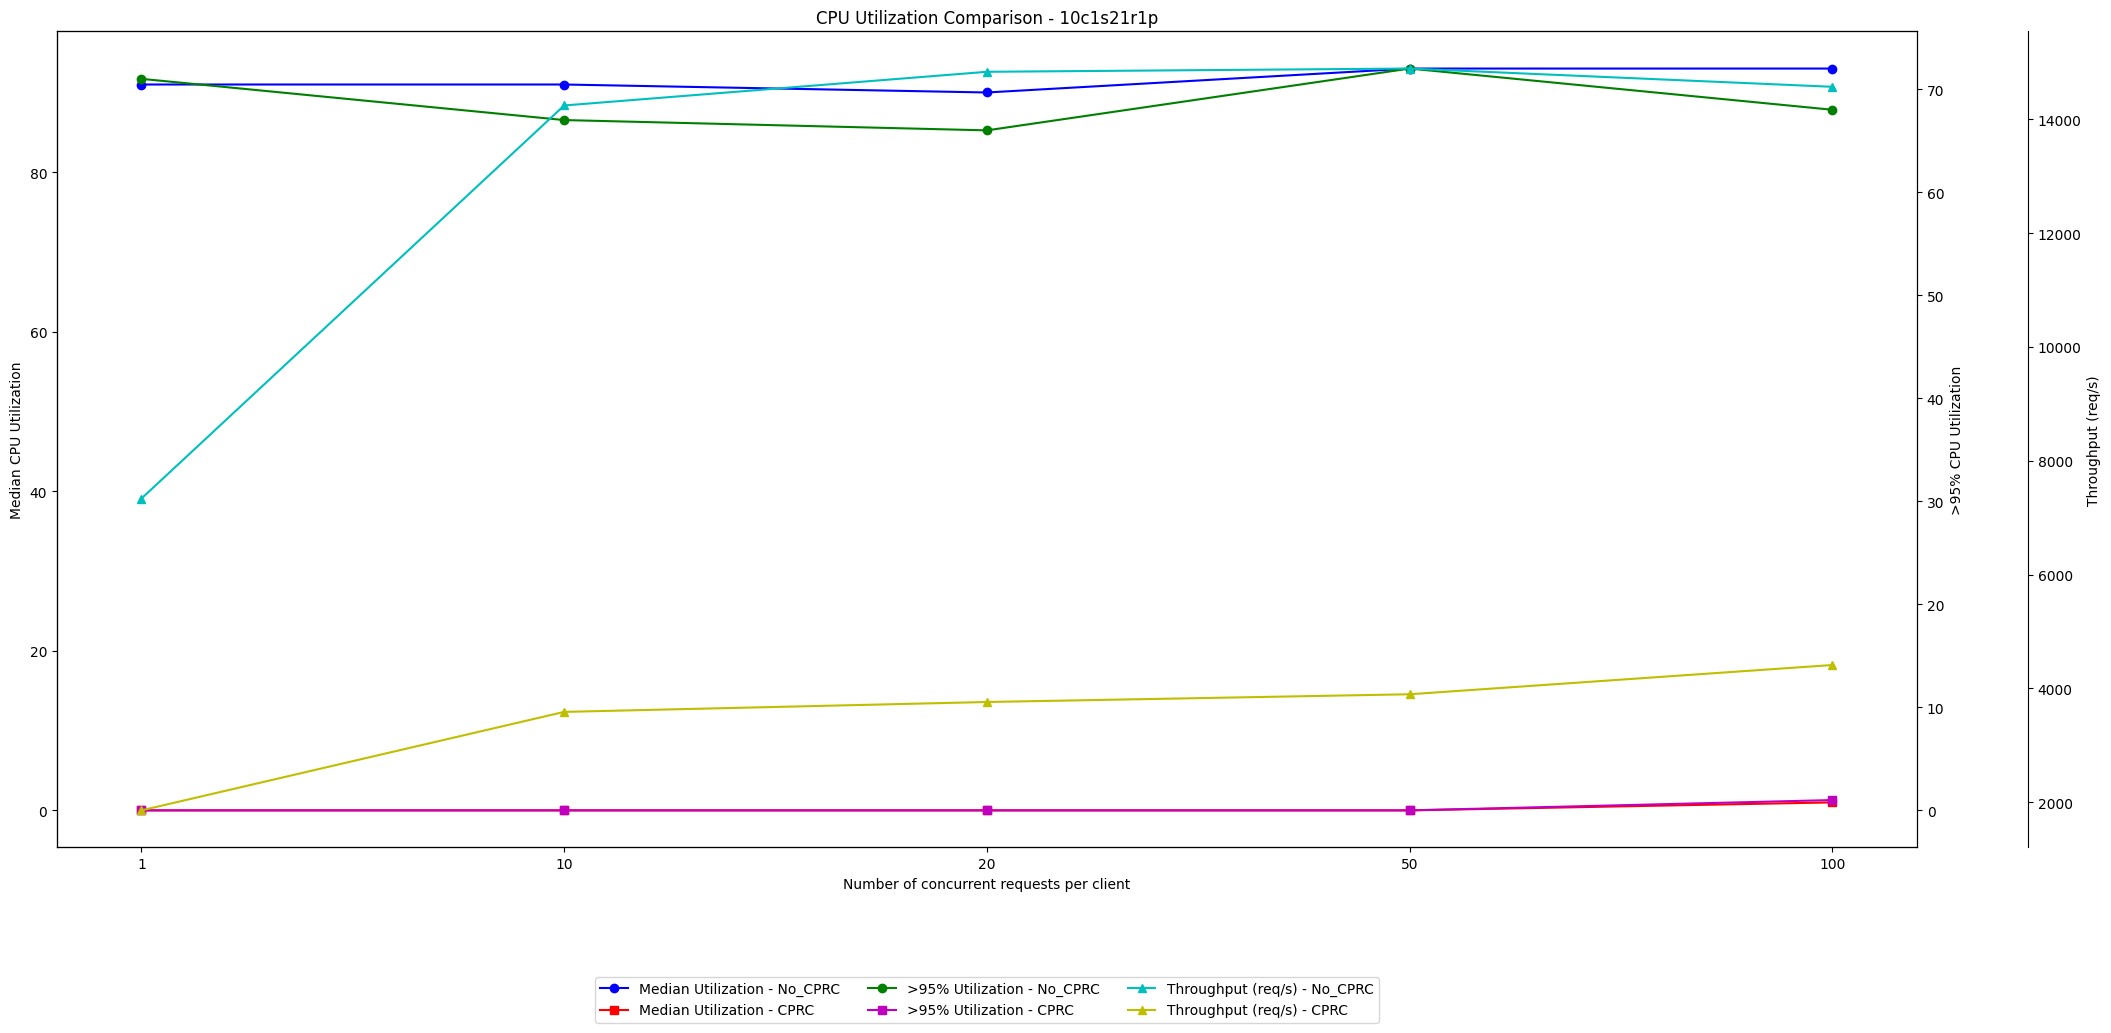 CPU Utilization Comparison - 10c1s21r1p
Median CPU Utilization
80
60
40
20
0
70
60
50
40
30
20
10
0
>95% CPU Utilization
14000
12000
10000
8000
6000
4000
2000
Throughput (req/s)
1 10 20 50 100
Number of concurrent requests per client
Median Utilization - No_CPRC >95% Utilization - No_CPRC Throughput (req/s) - No_CPRC
Median Utilization - CPRC >95% Utilization - CPRC Throughput (req/s) - CPRC